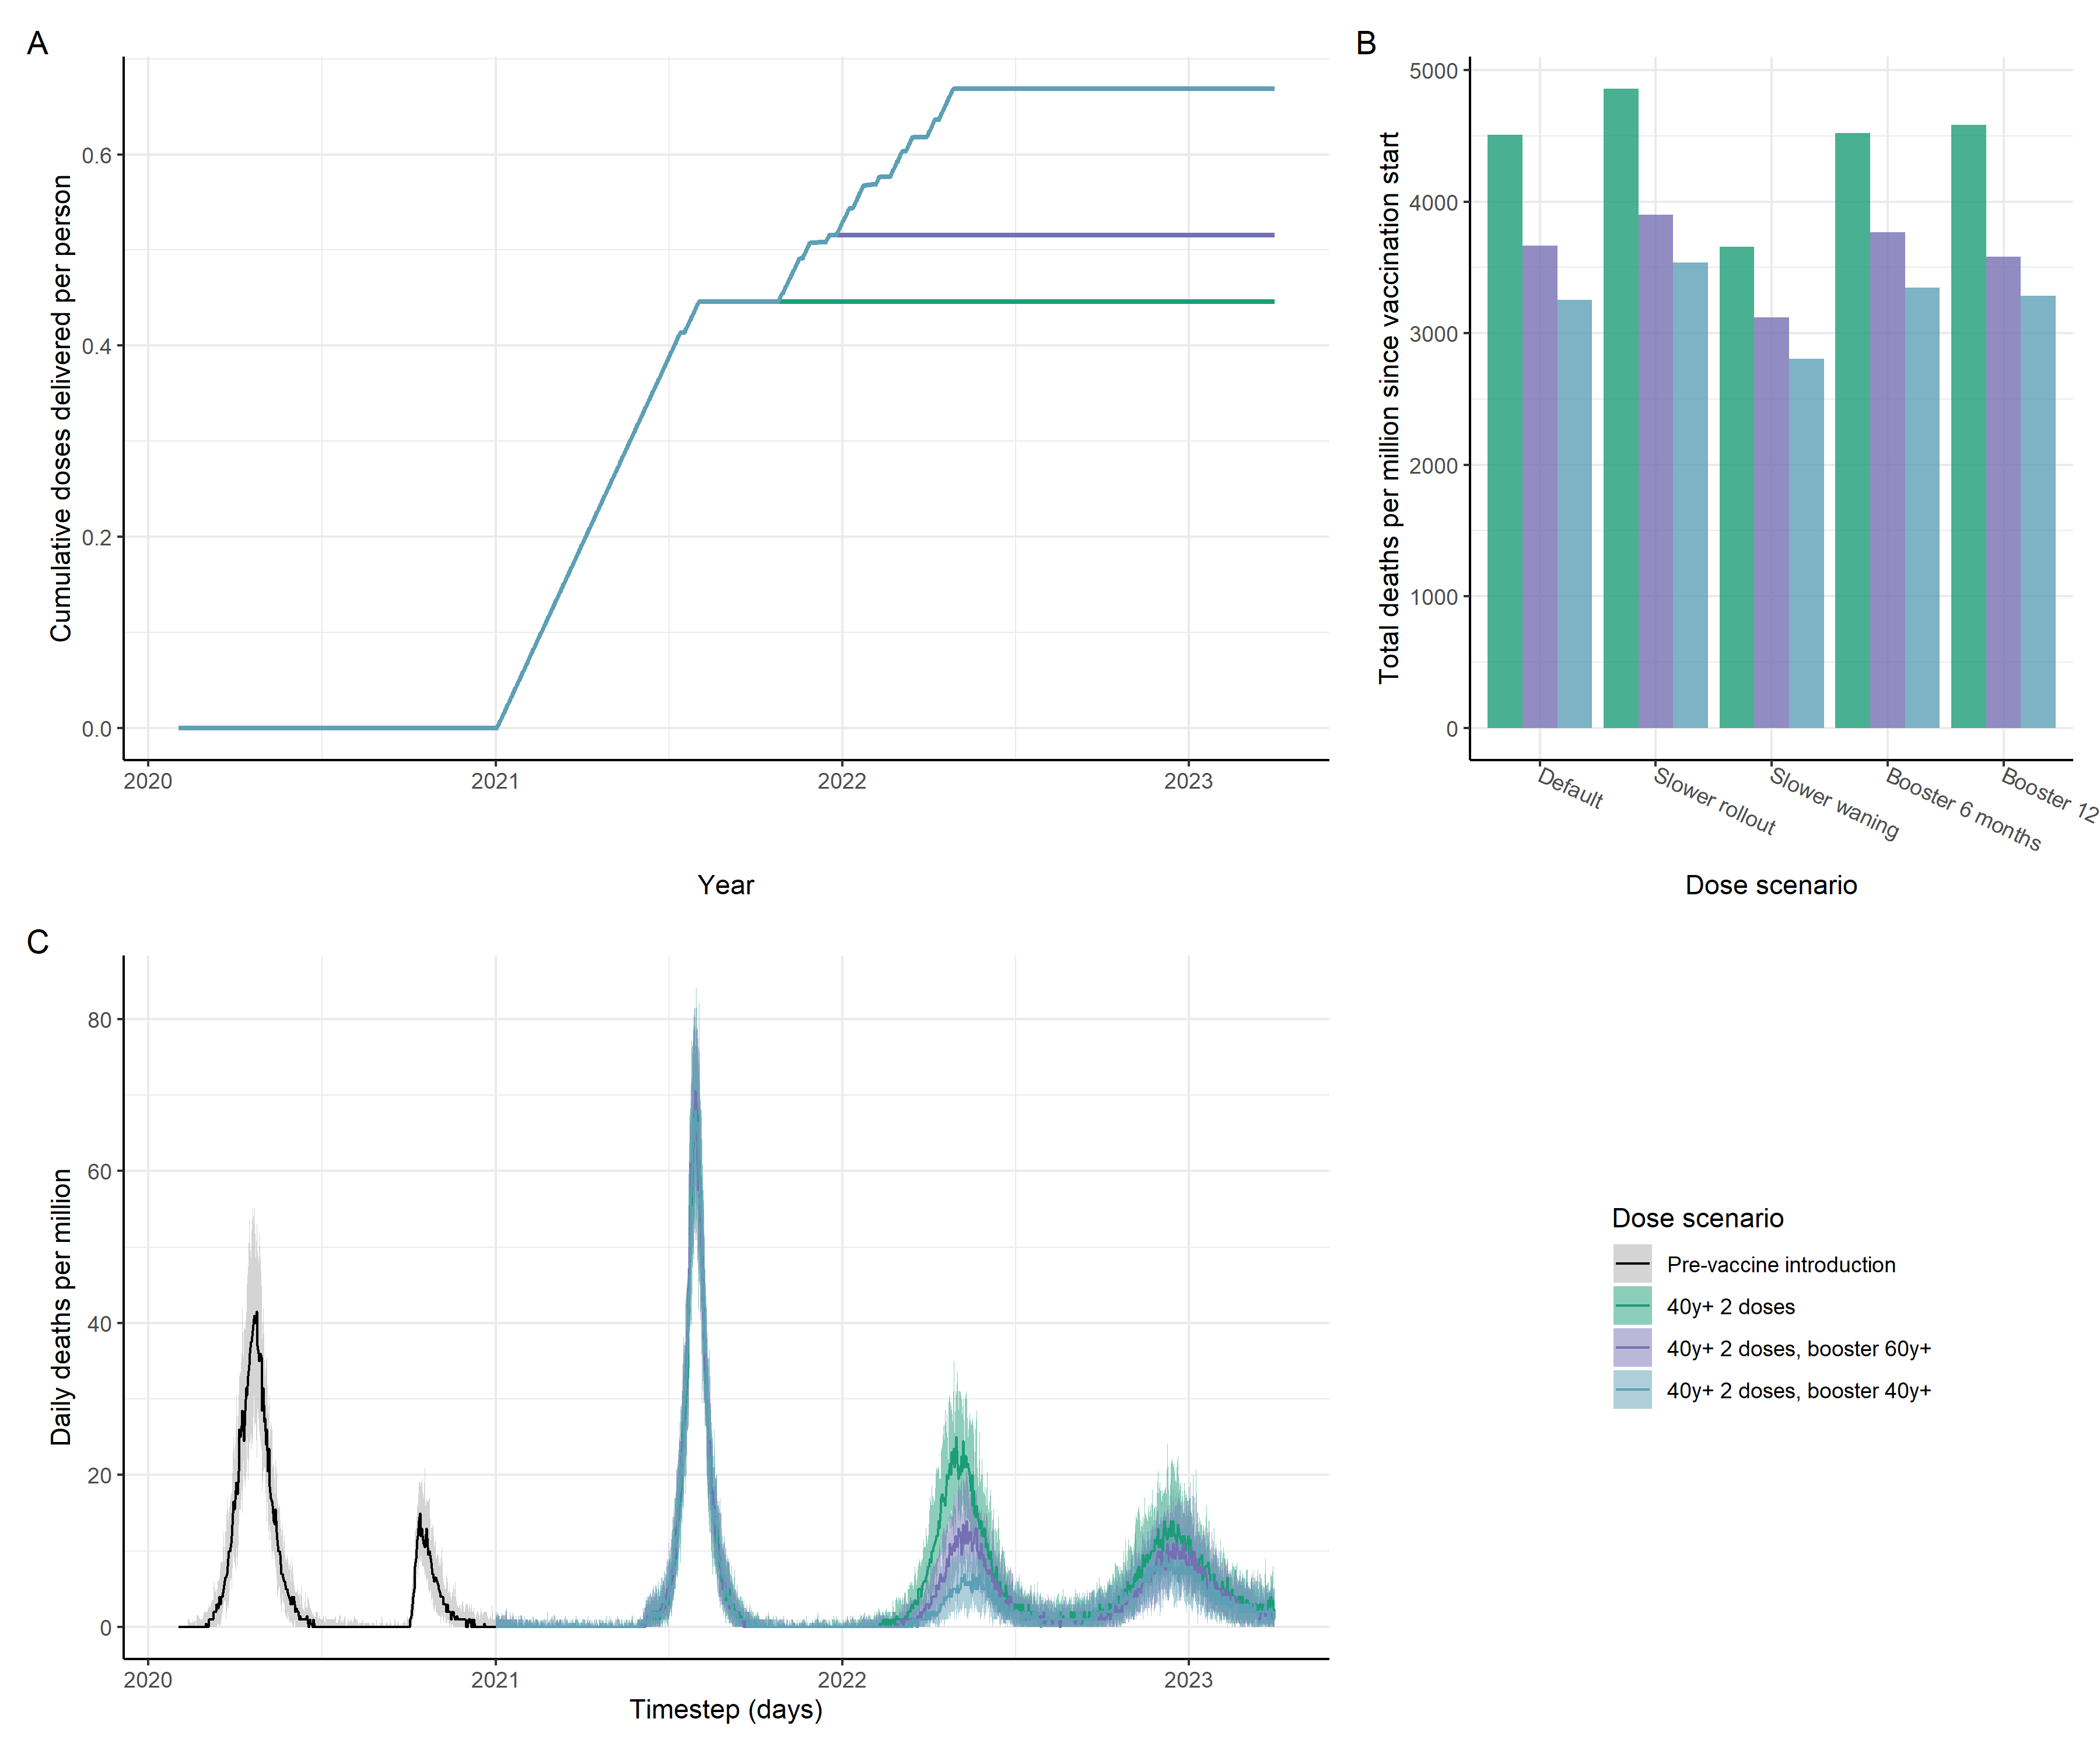 A
Cumulative doses delivered per person
0.6
0.4
0.2
0.0
2020 2021 2022 2023
Year
B
Total deaths per million since vaccination start
5000
4000
3000
2000
1000
0
Default
Slower rollout
Slower waning
Booster 6 months
Booster 12
Dose scenario
C
Daily deaths per million
80
60
40
20
0
2020 2021 2022 2023
Timestep (days)
Dose scenario
Pre-vaccine introduction
40y+ 2 doses
40y+ 2 doses, booster 60y+
40y+ 2 doses, booster 40y+